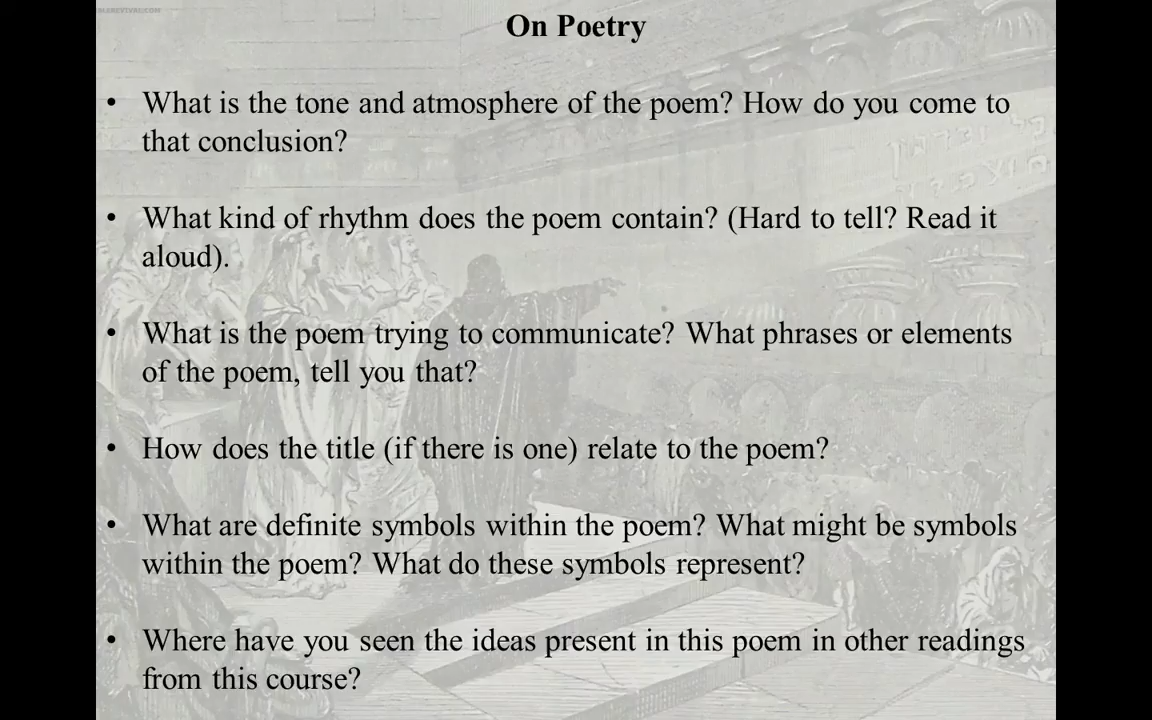 On Poetry
• What is the tone and atmosphere of the poem? How do you come to
that conclusion?
• What kind of rhythm does the poem contain? (Hard to tell? Read it
aloud).
• What is the poem trying to communicate? What phrases or elements
of the poem, tell you that?
• How does the title (if there is one) relate to the poem?
• What are definite symbols within the poem? What might be symbols
within the poem? What do these symbols represent?
• Where have you seen the ideas present in this poem in other readings
from this course?